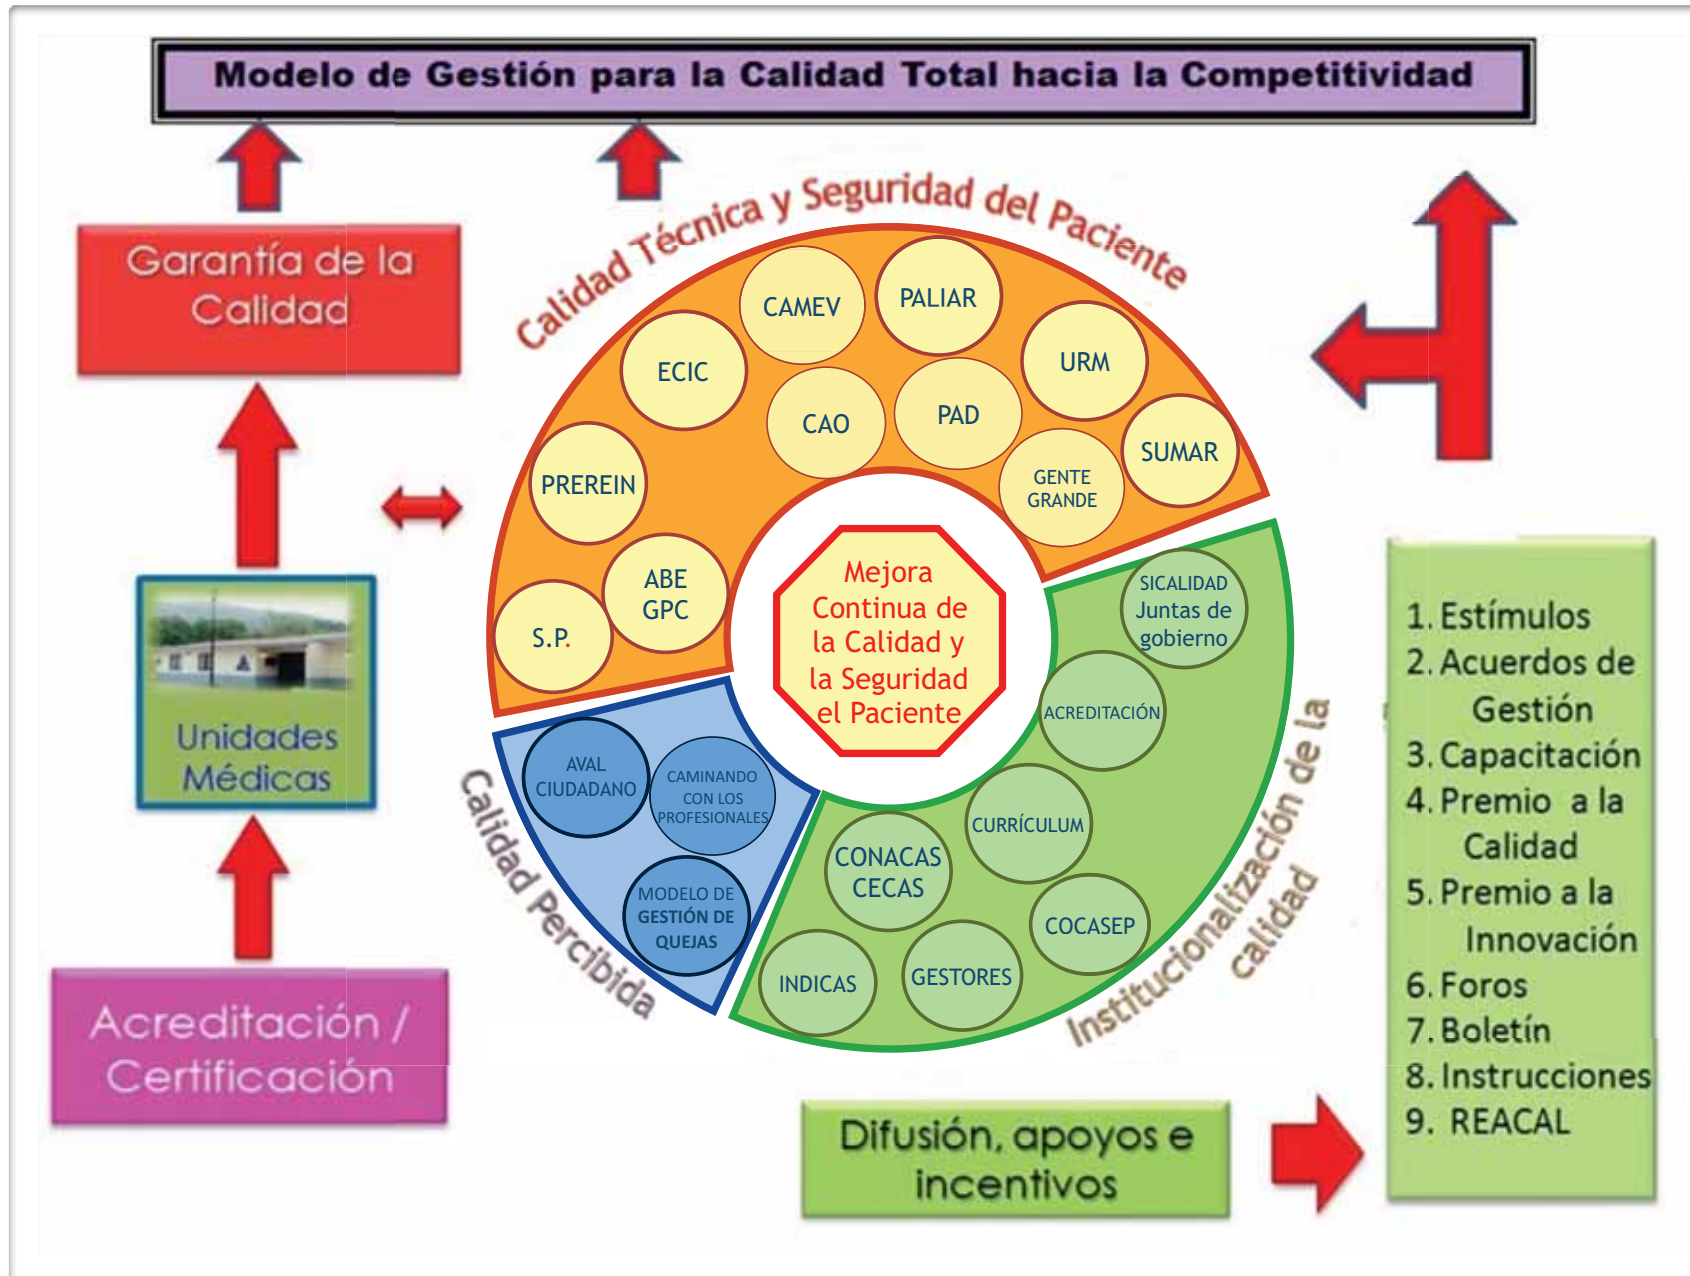 Modelo de Gestión para la Calidad Total hacia la Competitividad
Garantía de la
Calidad
Unidades
Médicas
Acreditación /
Certificación
Calidad Técnica y Seguridad del Paciente
CAMEV
PALIAR
ECIC
URM
CAO
PAD
SUMAR
PREREIN
GENTE
GRANDE
ABE
GPC
S.P.
Mejora
Continua de
la Calidad y
la Seguridad
el Paciente
Calidad Percibida
AVAL
CIUDADANO
CAMINANDO
CON LOS
PROFESIONALES
MODELO DE
GESTIÓN DE
QUEJAS
Institucionalización de la
calidad
SICALIDAD
Juntas de
gobierno
ACREDITACIÓN
CURRÍCULUM
CONACAS
CECAS
COCASEP
GESTORES
INDICAS
Difusión, apoyos e
incentivos
1. Estímulos
2. Acuerdos de
Gestión
3. Capacitación
4. Premio a la
Calidad
5. Premio a la
Innovación
6. Foros
7. Boletín
8. Instrucciones
9. REACAL